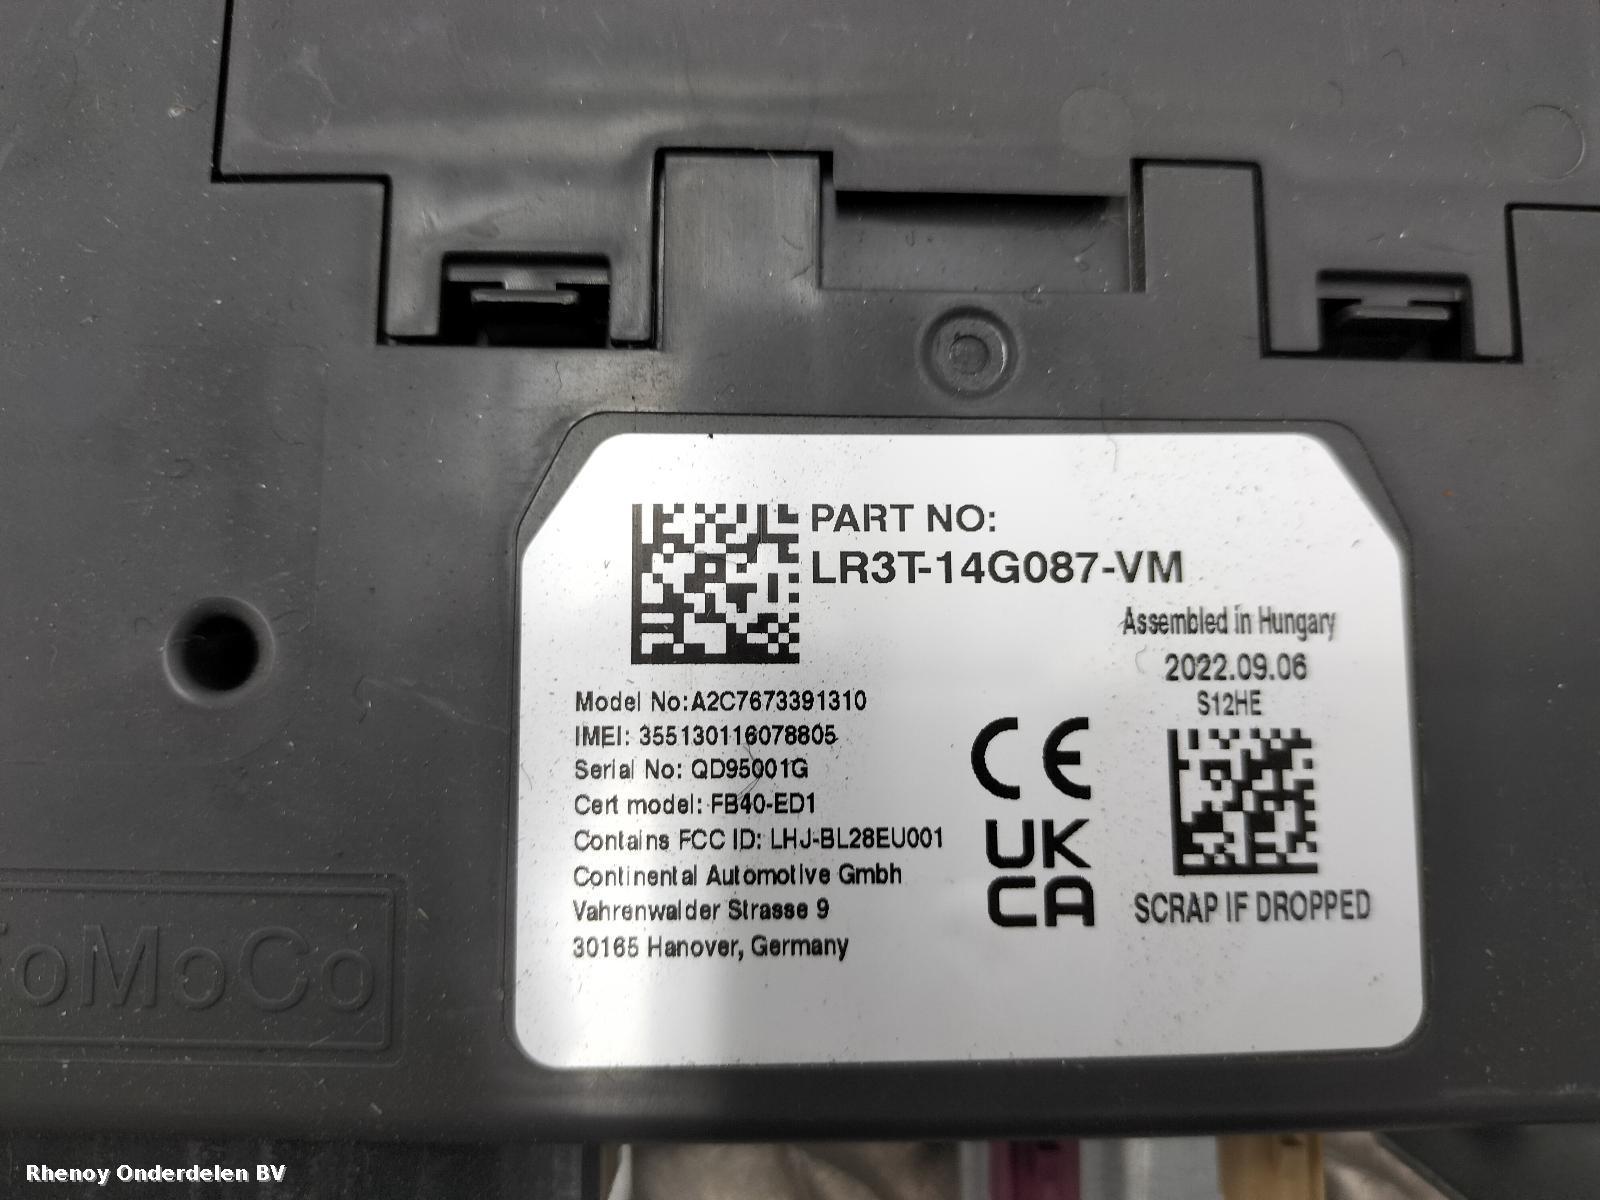 PART NO:
LR3T-14G087-VM
Assembled in Hungary
2022.09.06
S12HE
Model No:A2C7673391310
IMEI: 355130116078805
Serial No: QD95001G
Cert model: FB40-ED1
Contains FCC ID: LHJ-BL28EU001
Continental Automotive Gmbh
Vahrenwalder Strasse 9
30165 Hanover, Germany
CE
UK
CA
SCRAP IF DROPPED
FoMoCo
Rhenoy Onderdelen BV